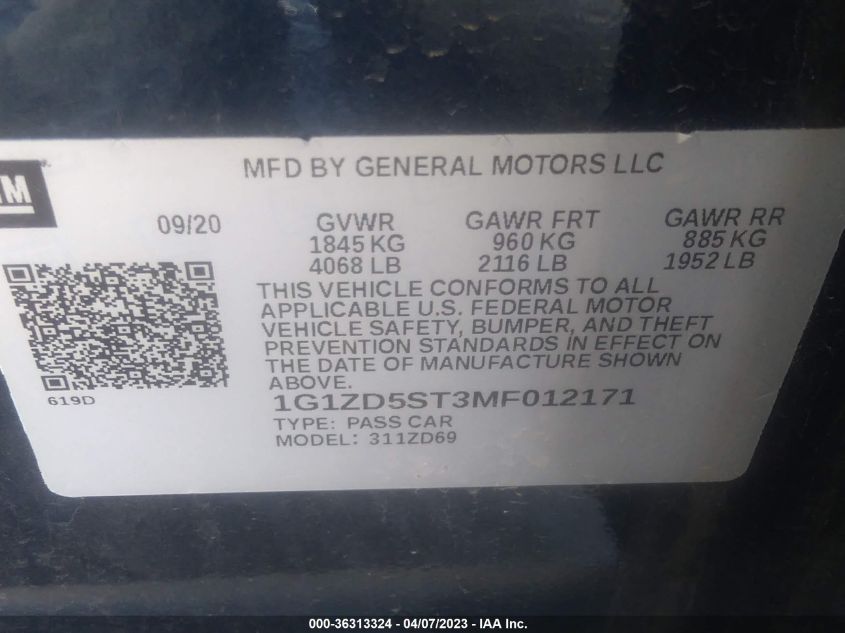 MFD BY GENERAL MOTORS LLC
GM
09/20 GVWR GAWR FRT GAWR RR
1845 KG 960 KG 885 KG
4068 LB 2116 LB 1952 LB
THIS VEHICLE CONFORMS TO ALL
APPLICABLE U.S. FEDERAL MOTOR
VEHICLE SAFETY, BUMPER, AND THEFT
PREVENTION STANDARDS IN EFFECT ON
THE DATE OF MANUFACTURE SHOWN
ABOVE.
619D
1G1ZD5ST3MF012171
TYPE: PASS CAR
MODEL: 311ZD69
000-36313324 - 04/07/2023 - IAA Inc.